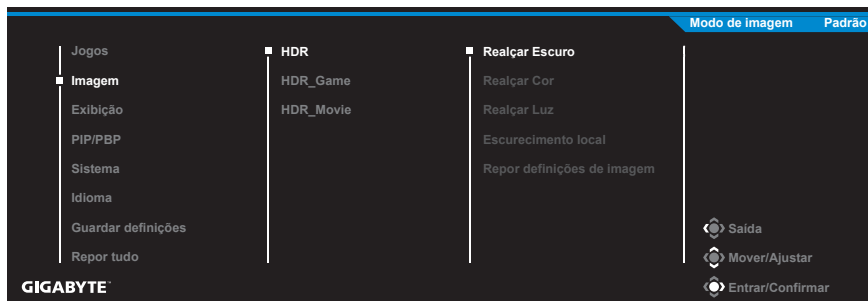 Modo de imagem Padrão
Jogos
Imagem
Exibição
PIP/PBP
Sistema
Idioma
Guardar definições
Repor tudo
HDR
HDR_Game
HDR_Movie
Realçar Escuro
Realçar Cor
Realçar Luz
Escurecimento local
Repor definições de imagem
Saída
Mover/Ajustar
Entrar/Confirmar
GIGABYTE™